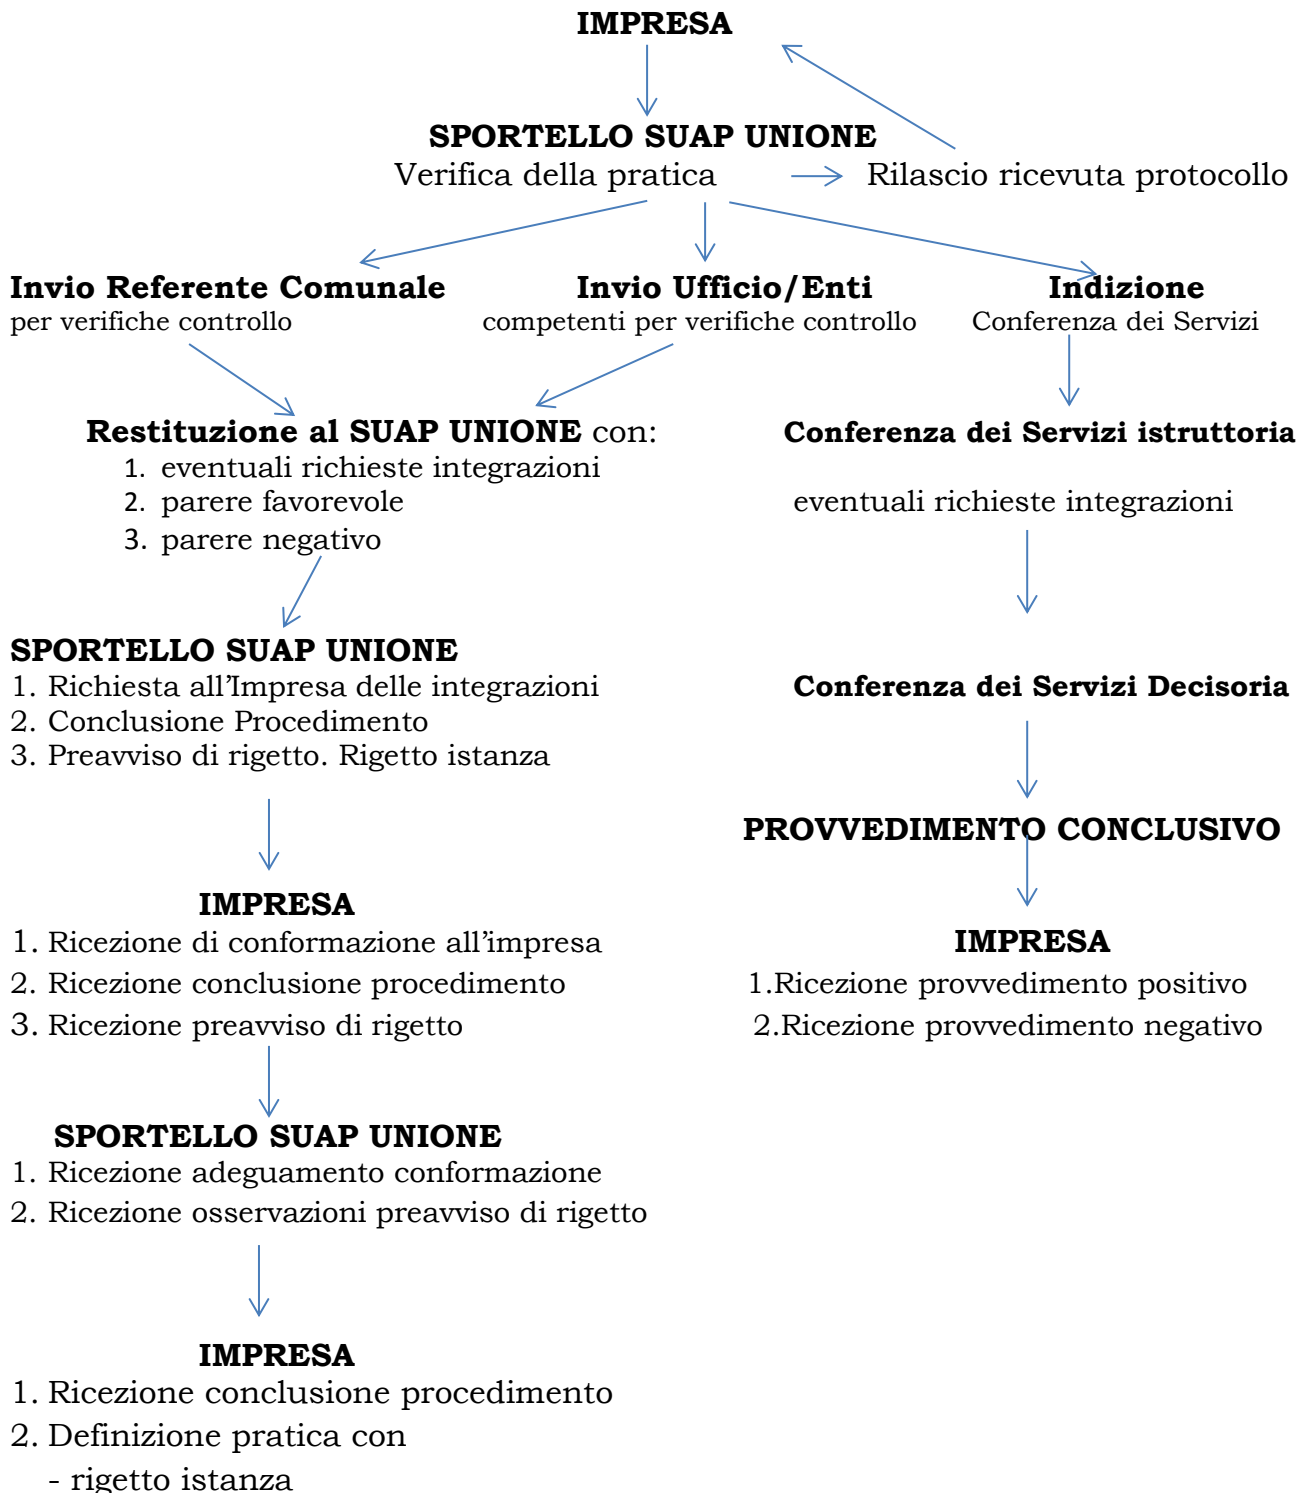 IMPRESA
SPORTELLO SUAP UNIONE
Verifica della pratica Rilascio ricevuta protocollo
Invio Referente Comunale Invio Ufficio/Enti Indizione
per verifiche controllo competenti per verifiche controllo Conferenza dei Servizi
Restituzione al SUAP UNIONE con: Conferenza dei Servizi istruttoria
1. eventuali richieste integrazioni
2. parere favorevole eventuali richieste integrazioni
3. parere negativo
SPORTELLO SUAP UNIONE
1. Richiesta all’Impresa delle integrazioni Conferenza dei Servizi Decisoria
2. Conclusione Procedimento
3. Preavviso di rigetto. Rigetto istanza
PROVVEDIMENTO CONCLUSIVO
IMPRESA
1. Ricezione di conformazione all’impresa IMPRESA
2. Ricezione conclusione procedimento 1.Ricezione provvedimento positivo
3. Ricezione preavviso di rigetto 2.Ricezione provvedimento negativo
SPORTELLO SUAP UNIONE
1. Ricezione adeguamento conformazione
2. Ricezione osservazioni preavviso di rigetto
IMPRESA
1. Ricezione conclusione procedimento
2. Definizione pratica con
- rigetto istanza